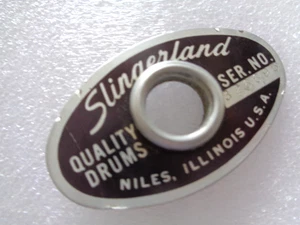 Slingerland
SER. NO.
QUALITY
DRUMS
NILES, ILLINOIS U.S.A.